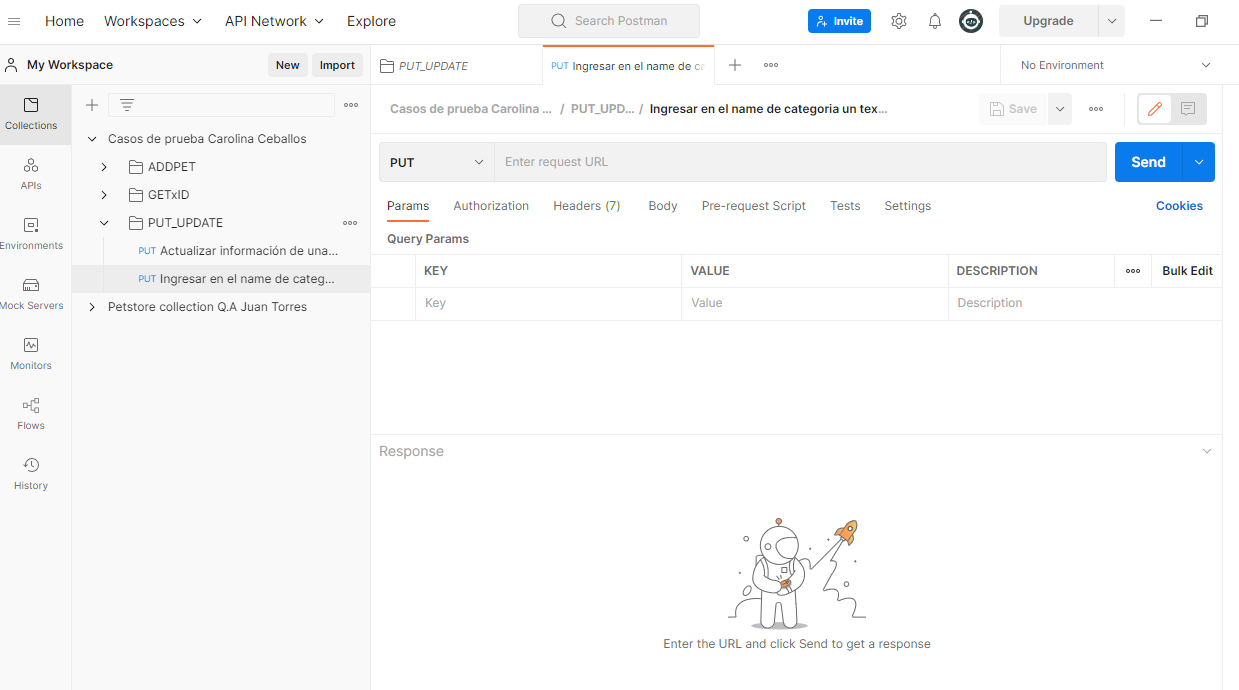 Home Workspaces API Network Explore Search Postman Invite Upgrade
My Workspace New Import PUT_UPDATE PUT Ingresar en el name de ca No Environment
Collections
APIs
Environments
Mock Servers
Monitors
Flows
History
Casos de prueba Carolina Ceballos
ADDPET
GETxID
PUT_UPDATE
PUT Actualizar información de una...
PUT Ingresar en el name de categ...
Petstore collection Q.A Juan Torres
Casos de prueba Carolina ... / PUT_UPD... / Ingresar en el name de categoria un tex... Save
PUT Enter request URL Send
Params Authorization Headers (7) Body Pre-request Script Tests Settings Cookies
Query Params
KEY VALUE DESCRIPTION Bulk Edit
Key Value Description
Response
Enter the URL and click Send to get a response